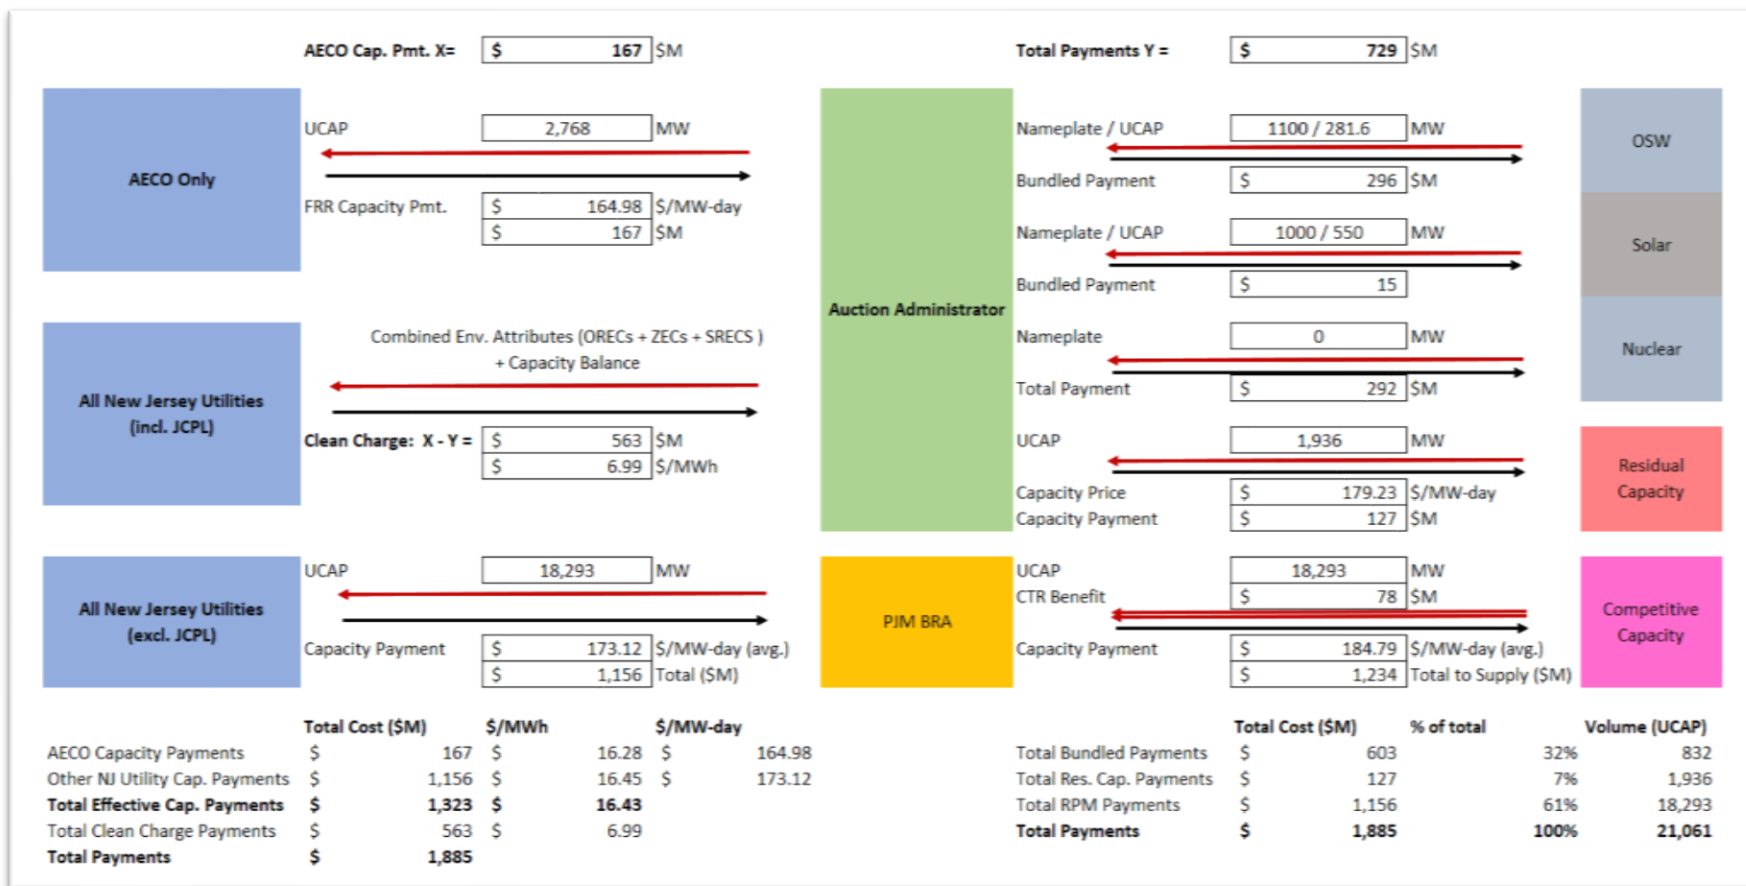 AECO Cap. Pmt. X= $ 167 $M
Total Payments Y = $ 729 $M
AECO Only
UCAP 2,768 MW
FRR Capacity Pmt. $ 164.98 $/MW-day
$ 167 $M
All New Jersey Utilities
(incl. JCPL)
Combined Env. Attributes (ORECs + ZECs + SRECS )
+ Capacity Balance
Clean Charge: X - Y = $ 563 $M
$ 6.99 $/MWh
All New Jersey Utilities
(excl. JCPL)
UCAP 18,293 MW
Capacity Payment $ 173.12 $/MW-day (avg.)
$ 1,156 Total ($M)
Auction Administrator
PJM BRA
Nameplate / UCAP 1100 / 281.6 MW
Bundled Payment $ 296 $M
OSW
Nameplate / UCAP 1000 / 550 MW
Bundled Payment $ 15
Solar
Nameplate 0 MW
Total Payment $ 292 $M
Nuclear
UCAP 1,936 MW
Capacity Price $ 179.23 $/MW-day
Capacity Payment $ 127 $M
Residual
Capacity
UCAP 18,293 MW
CTR Benefit $ 78 $M
Capacity Payment $ 184.79 $/MW-day (avg.)
$ 1,234 Total to Supply ($M)
Competitive
Capacity
Total Cost ($M) $/MWh $/MW-day
AECO Capacity Payments $ 167 $ 16.28 $ 164.98
Other NJ Utility Cap. Payments $ 1,156 $ 16.45 $ 173.12
Total Effective Cap. Payments $ 1,323 $ 16.43
Total Clean Charge Payments $ 563 $ 6.99
Total Payments $ 1,885
Total Cost ($M) % of total Volume (UCAP)
Total Bundled Payments $ 603 32% 832
Total Res. Cap. Payments $ 127 7% 1,936
Total RPM Payments $ 1,156 61% 18,293
Total Payments $ 1,885 100% 21,061